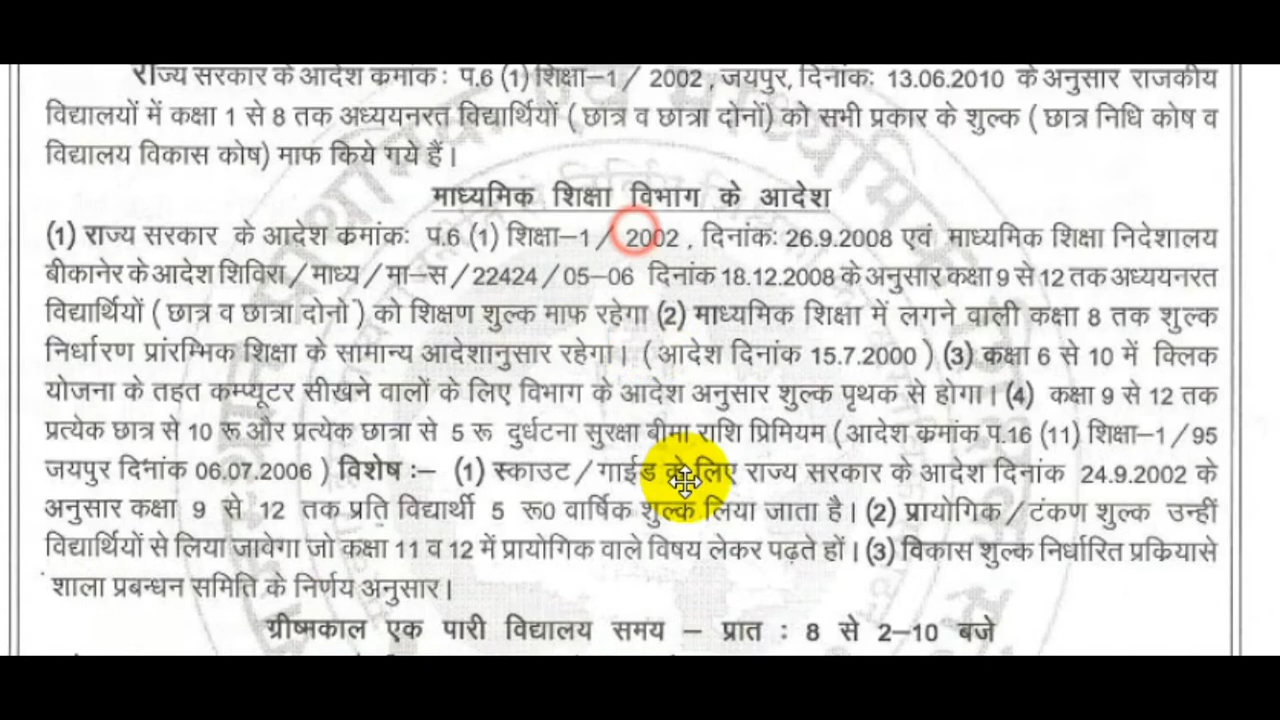 राज्य सरकार के आदेश कमांकः प.6 (1) शिक्षा–1 / 2002 , जयपुर, दिनांकः 13.06.2010 के अनुसार राजकीय
विद्यालयों में कक्षा 1 से 8 तक अध्ययनरत विद्यार्थियों ( छात्र व छात्रा दोनों) को सभी प्रकार के शुल्क ( छात्र निधि कोष व
विद्यालय विकास कोष) माफ किये गये हैं ।
माध्यमिक शिक्षा विभाग के आदेश
(1) राज्य सरकार के आदेश कमांकः प.6 (1) शिक्षा–1 / 2002 , दिनांकः 26.9.2008 एवं माध्यमिक शिक्षा निदेशालय
बीकानेर के आदेश शिविरा / माध्य / मा–स / 22424 / 05–06 दिनांक 18.12.2008 के अनुसार कक्षा 9 से 12 तक अध्ययनरत
विद्यार्थियों ( छात्र व छात्रा दोनो ) को शिक्षण शुल्क माफ रहेगा (2) माध्यमिक शिक्षा में लगने वाली कक्षा 8 तक शुल्क
निर्धारण प्रांरम्भिक शिक्षा के सामान्य आदेशानुसार रहेगा। ( आदेश दिनांक 15.7.2000 ) (3) कक्षा 6 से 10 में क्लिक
योजना के तहत कम्प्यूटर सीखने वालों के लिए विभाग के आदेश अनुसार शुल्क पृथक से होगा। (4) कक्षा 9 से 12 तक
प्रत्येक छात्र से 10 रू और प्रत्येक छात्रा से 5 रू दुर्घटना सुरक्षा बीमा राशि प्रिमियम ( आदेश कमांक प.16 (11) शिक्षा–1 / 95
जयपुर दिनांक 06.07.2006 ) विशेष :– (1) स्काउट / गाईड के लिए राज्य सरकार के आदेश दिनांक 24.9.2002 के
अनुसार कक्षा 9 से 12 तक प्रति विद्यार्थी 5 रू0 वार्षिक शुल्क लिया जाता है। (2) प्रायोगिक / टंकण शुल्क उन्हीं
विद्यार्थियों से लिया जावेगा जो कक्षा 11 व 12 में प्रायोगिक वाले विषय लेकर पढ़ते हों। (3) विकास शुल्क निर्धारित प्रकियासे
शाला प्रबन्धन समिति के निर्णय अनुसार।
ग्रीष्मकाल एक पारी विद्यालय समय – प्रात : 8 से 2–10 बजे